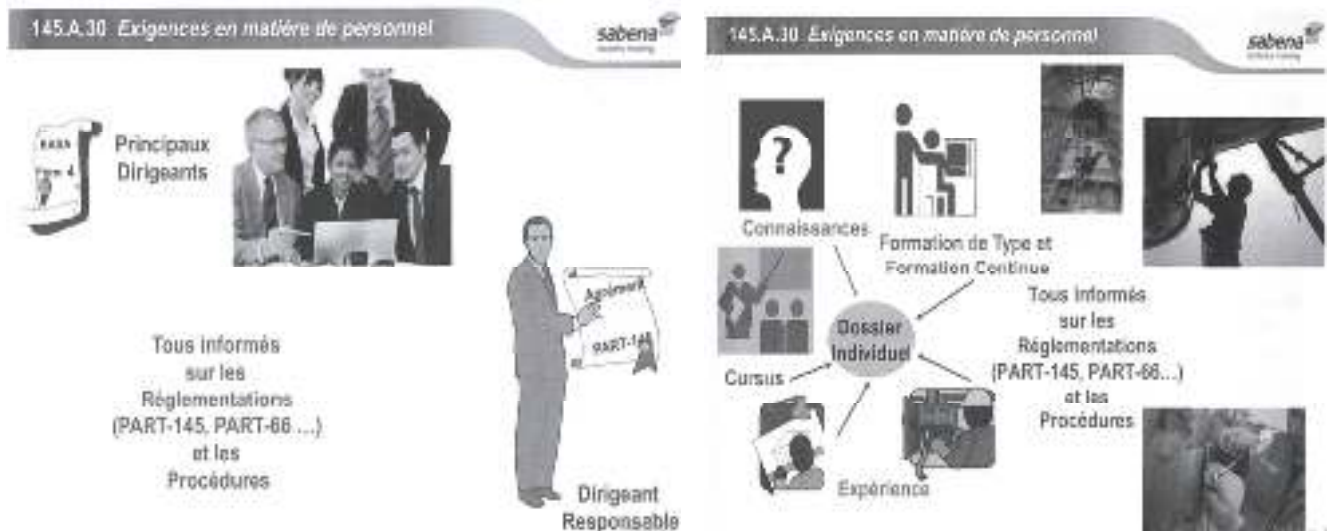 145.A.30 Exigences en matière de personnel
sabena
Principaux
Dirigeants
EASA
Form 4
Agrément
PART-145
Tous informés
sur les
Réglementations
(PART-145, PART-66 ...)
et les
Procédures
Dirigeant
Responsable
145.A.30 Exigences en matière de personnel
sabena
?
Connaissances
Formation de Type et
Formation Continue
Dossier
Individuel
Cursus
Expérience
Tous informés
sur les
Réglementations
(PART-145, PART-66...)
et les
Procédures